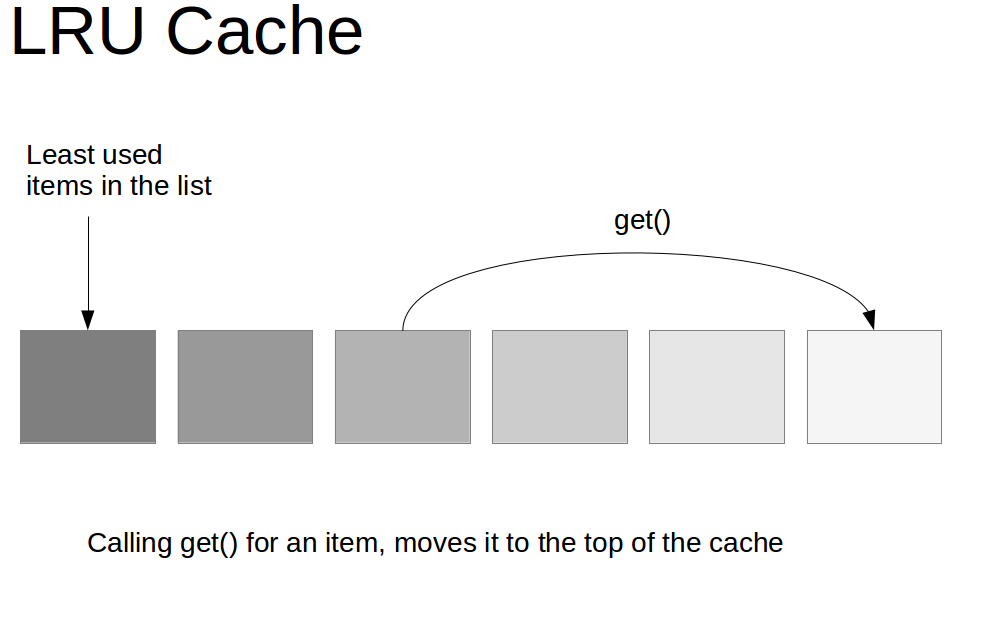 LRU Cache
Least used
items in the list
get()
Calling get() for an item, moves it to the top of the cache